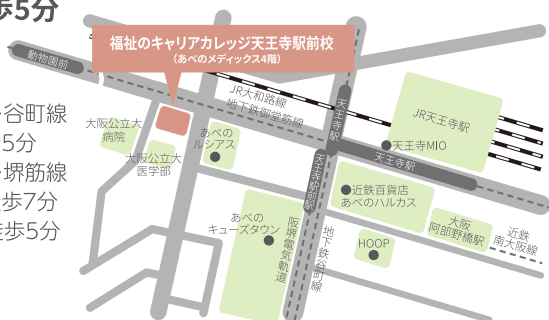 歩5分
福祉のキャリアカレッジ天王寺駅前校
(あべのメディックス4階)
動物園前
谷町線
5分
堺筋線
歩7分
歩5分
JR大和路線
地下鉄御堂筋線
天王寺駅
JR天王寺駅
大阪公立大
病院
大阪公立大
医学部
あべの
ルシアス
天王寺MIO
天王寺駅
天王寺駅前駅
近鉄百貨店
あべのハルカス
あべの
キューズタウン
阪堺電気軌道
地下鉄谷町線
HOOP
大阪
阿部野橋駅
近鉄
南大阪線